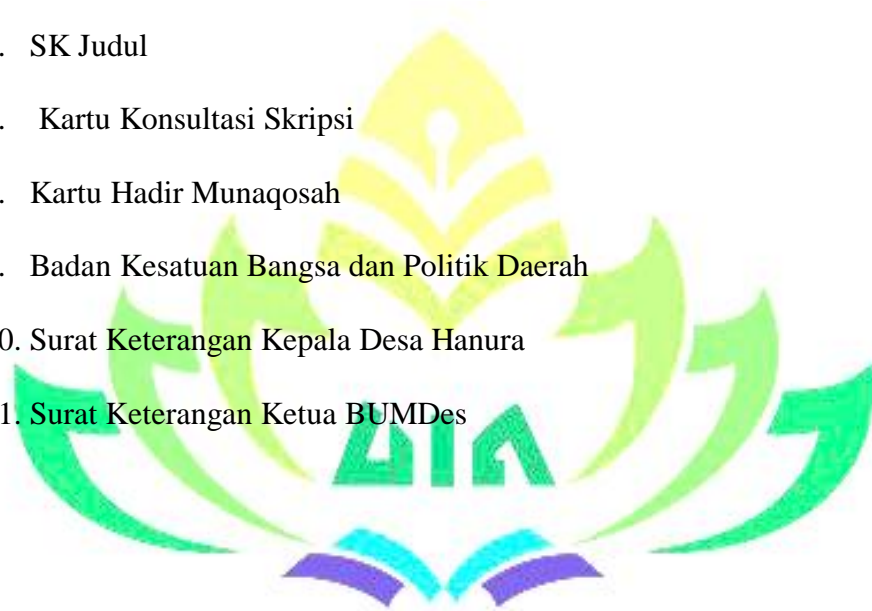 . SK Judul
. Kartu Konsultasi Skripsi
. Kartu Hadir Munaqosah
. Badan Kesatuan Bangsa dan Politik Daerah
0. Surat Keterangan Kepala Desa Hanura
1. Surat Keterangan Ketua BUMDes